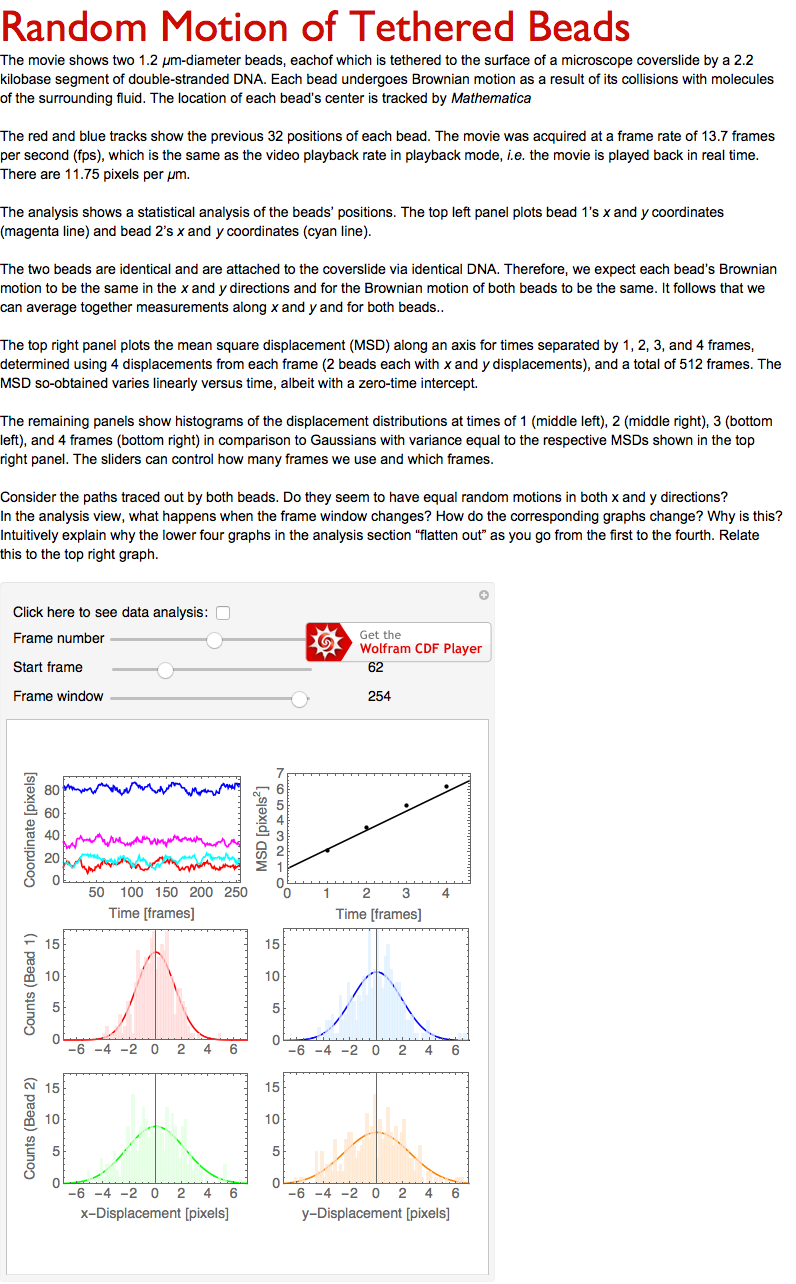 Random Motion of Tethered Beads
The movie shows two 1.2 μm-diameter beads, eachof which is tethered to the surface of a microscope coverslide by a 2.2
kilobase segment of double-stranded DNA. Each bead undergoes Brownian motion as a result of its collisions with molecules
of the surrounding fluid. The location of each bead's center is tracked by Mathematica
The red and blue tracks show the previous 32 positions of each bead. The movie was acquired at a frame rate of 13.7 frames
per second (fps), which is the same as the video playback rate in playback mode, i.e. the movie is played back in real time.
There are 11.75 pixels per μm.
The analysis shows a statistical analysis of the beads' positions. The top left panel plots bead 1's x and y coordinates
(magenta line) and bead 2's x and y coordinates (cyan line).
The two beads are identical and are attached to the coverslide via identical DNA. Therefore, we expect each bead's Brownian
motion to be the same in the x and y directions and for the Brownian motion of both beads to be the same. It follows that we
can average together measurements along x and y and for both beads..
The top right panel plots the mean square displacement (MSD) along an axis for times separated by 1, 2, 3, and 4 frames,
determined using 4 displacements from each frame (2 beads each with x and y displacements), and a total of 512 frames. The
MSD so-obtained varies linearly versus time, albeit with a zero-time intercept.
The remaining panels show histograms of the displacement distributions at times of 1 (middle left), 2 (middle right), 3 (bottom
left), and 4 frames (bottom right) in comparison to Gaussians with variance equal to the respective MSDs shown in the top
right panel. The sliders can control how many frames we use and which frames.
Consider the paths traced out by both beads. Do they seem to have equal random motions in both x and y directions?
In the analysis view, what happens when the frame window changes? How do the corresponding graphs change? Why is this?
Intuitively explain why the lower four graphs in the analysis section “flatten out” as you go from the first to the fourth. Relate
this to the top right graph.
Click here to see data analysis:
Frame number
Get the
Wolfram CDF Player
Start frame 62
Frame window 254
Coordinate [pixels]
80
60
40
20
0
50 100 150 200 250
Time [frames]
MSD [pixels²]
7
6
5
4
3
2
1
0
0 1 2 3 4
Time [frames]
Counts (Bead 1)
15
10
5
0
−6 −4 −2 0 2 4 6
15
10
5
0
−6 −4 −2 0 2 4 6
Counts (Bead 2)
15
10
5
0
−6 −4 −2 0 2 4 6
x−Displacement [pixels]
15
10
5
0
−6 −4 −2 0 2 4 6
y−Displacement [pixels]